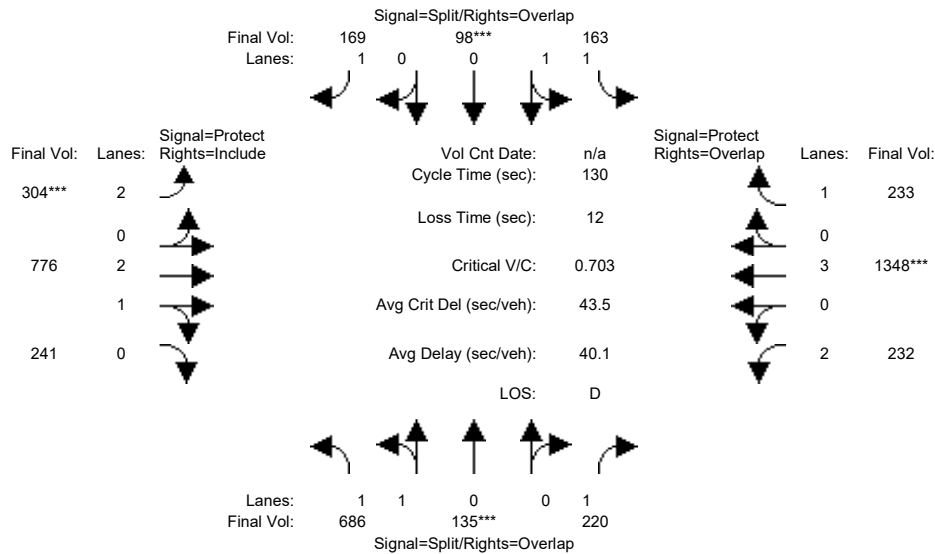 Signal=Split/Rights=Overlap
Final Vol: 169 98*** 163
Lanes: 1 0 0 1 1
Signal=Protect
Final Vol: Lanes: Rights=Include
Vol Cnt Date: n/a
Signal=Protect
Rights=Overlap Lanes: Final Vol:
Cycle Time (sec): 130
304*** 2
1 233
Loss Time (sec): 12
0
0
776 2
Critical V/C: 0.703
3 1348***
1
Avg Crit Del (sec/veh): 43.5
0
241 0
Avg Delay (sec/veh): 40.1
2 232
LOS: D
Lanes: 1 1 0 0 1
Final Vol: 686 135*** 220
Signal=Split/Rights=Overlap